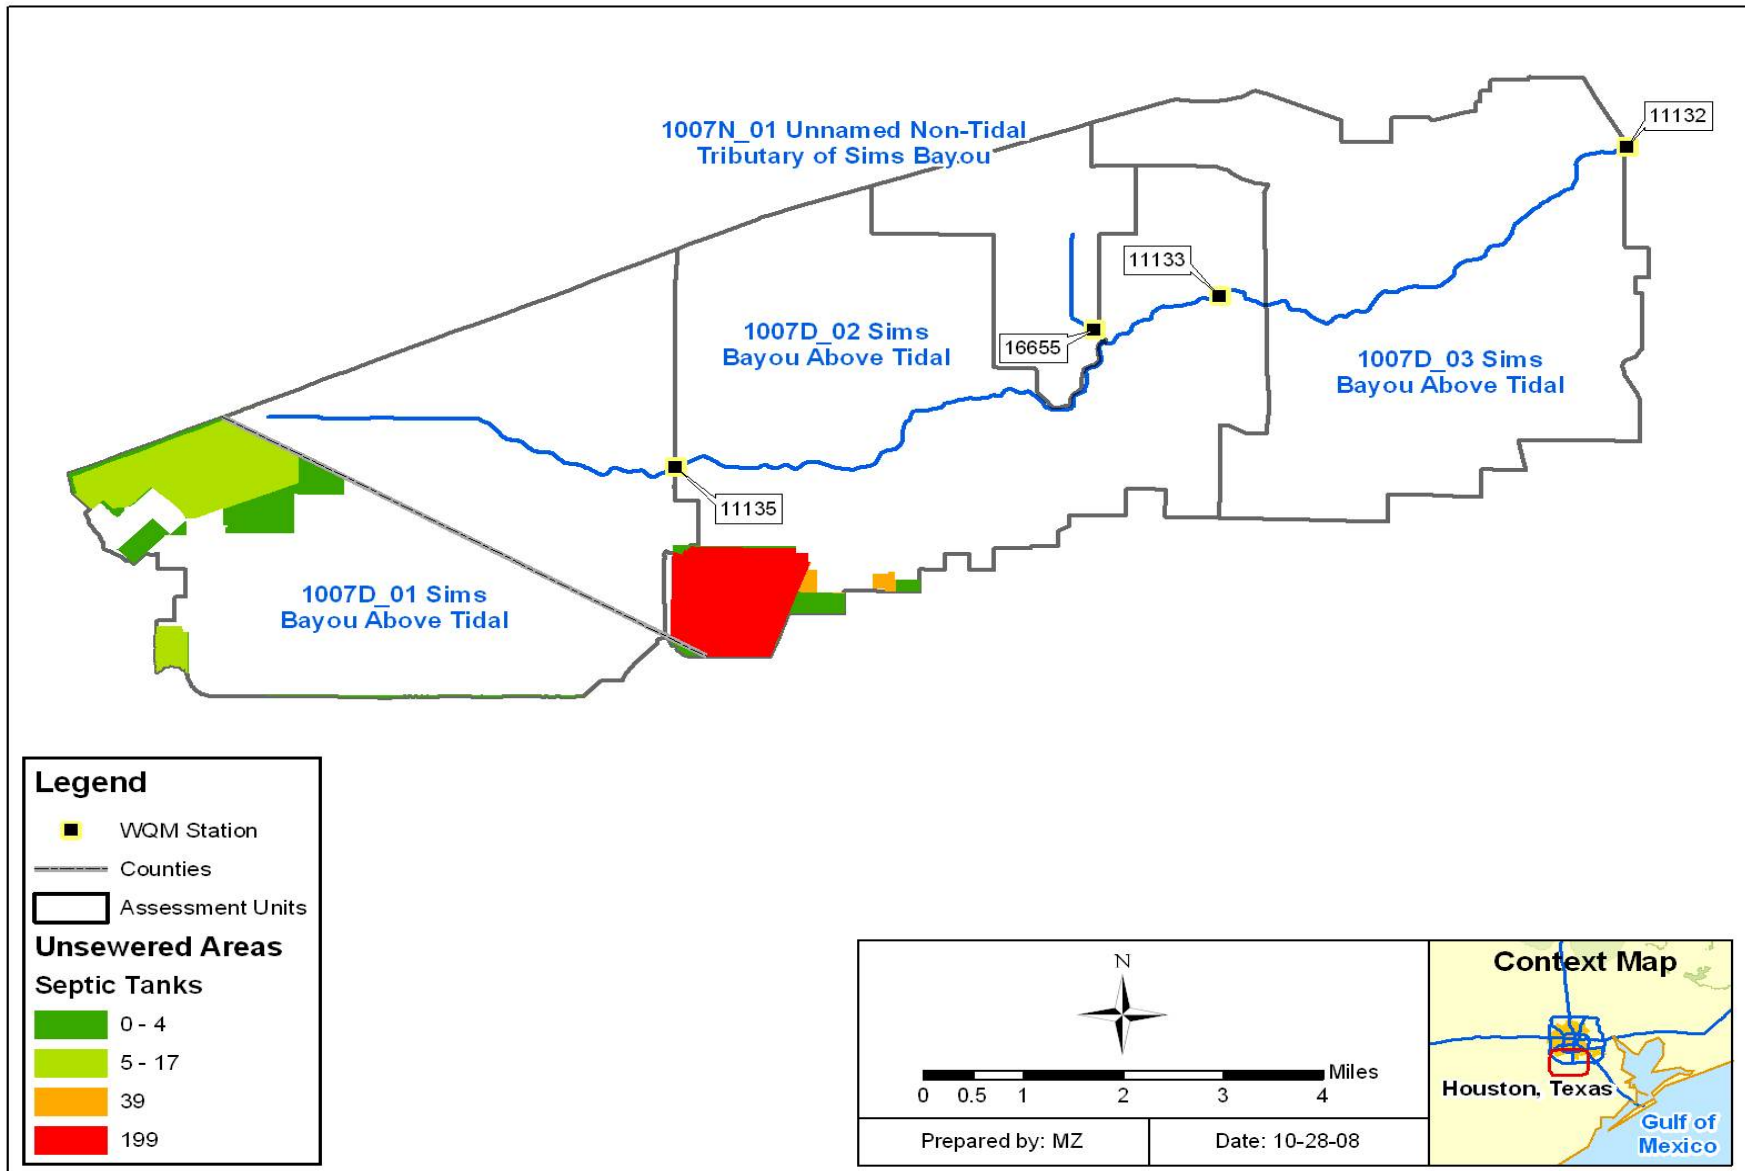 1007N_01 Unnamed Non-Tidal
Tributary of Sims Bayou
11132
11133
16655
1007D_02 Sims
Bayou Above Tidal
1007D_03 Sims
Bayou Above Tidal
11135
1007D_01 Sims
Bayou Above Tidal
Legend
WQM Station
Counties
Assessment Units
Unsewered Areas
Septic Tanks
0 - 4
5 - 17
39
199
N
Miles
0 0.5 1 2 3 4
Prepared by: MZ
Date: 10-28-08
Context Map
Houston, Texas
Gulf of
Mexico